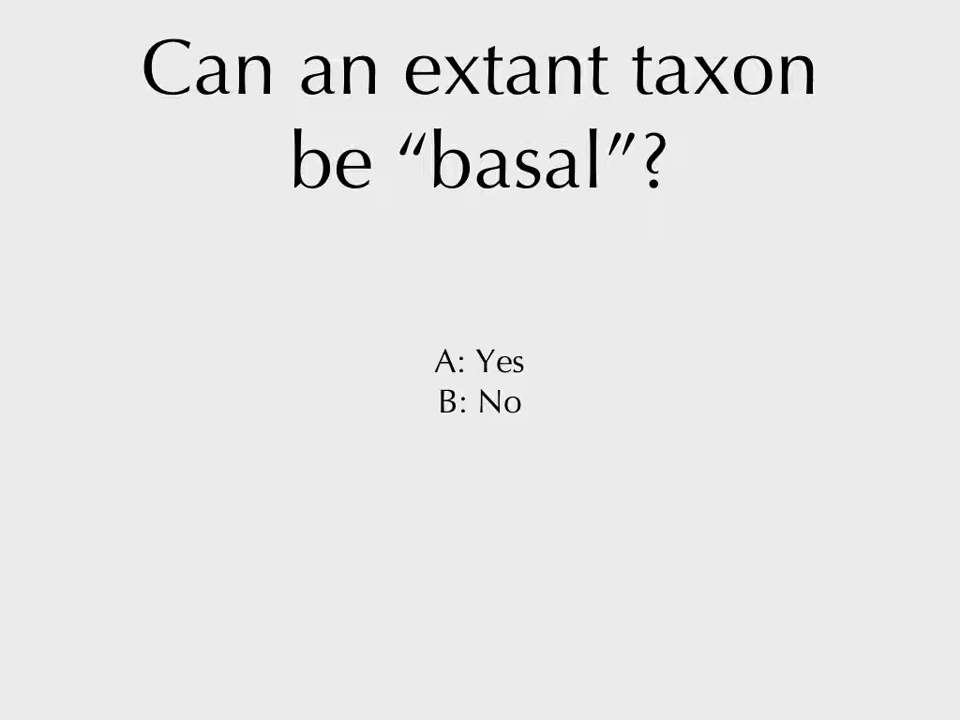 Can an extant taxon
be “basal”?
A: Yes
B: No